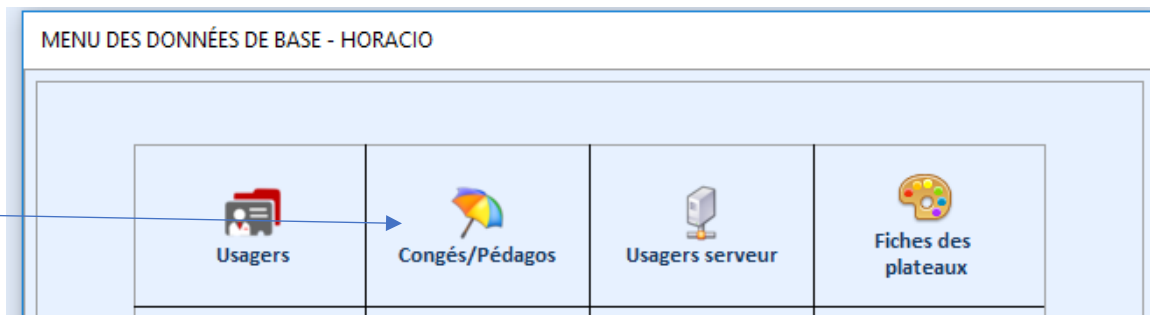 MENU DES DONNÉES DE BASE - HORACIO
Usagers
Congés/Pédagos
Usagers serveur
Fiches des
plateaux